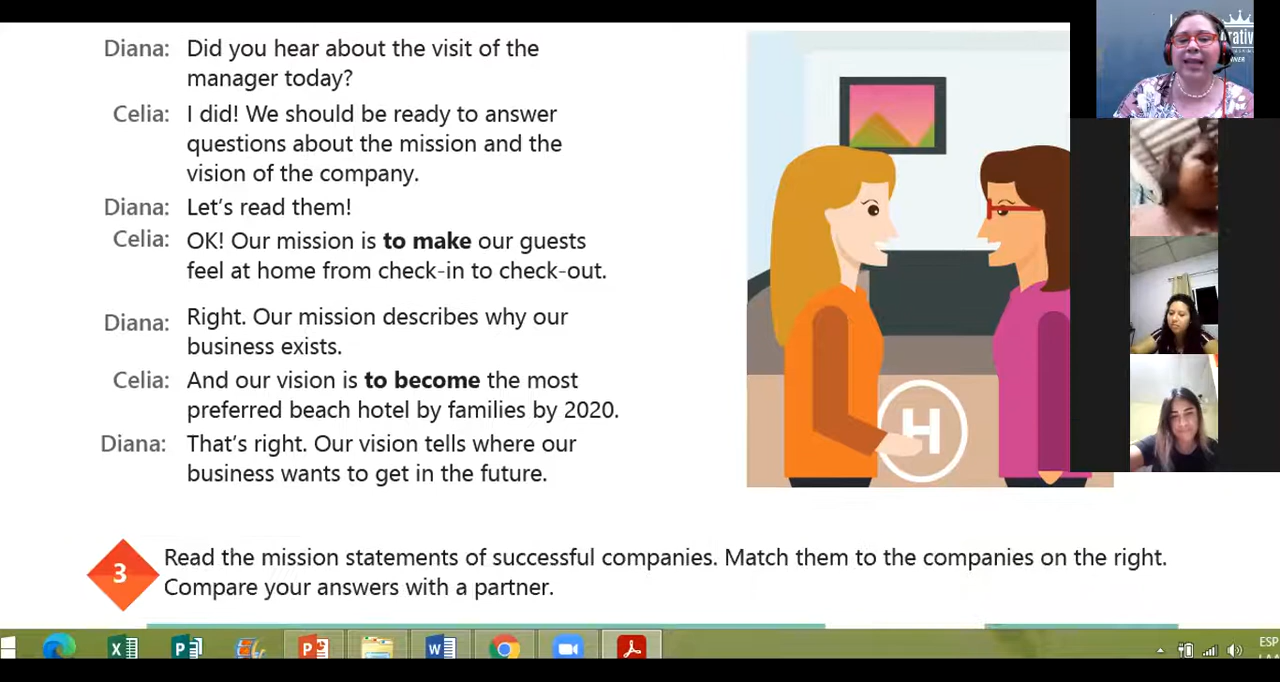 Diana: Did you hear about the visit of the
manager today?
Celia: I did! We should be ready to answer
questions about the mission and the
vision of the company.
Diana: Let's read them!
Celia: OK! Our mission is to make our guests
feel at home from check-in to check-out.
Diana: Right. Our mission describes why our
business exists.
Celia: And our vision is to become the most
preferred beach hotel by families by 2020.
Diana: That's right. Our vision tells where our
business wants to get in the future.
H
3 Read the mission statements of successful companies. Match them to the companies on the right.
Compare your answers with a partner.
ESP